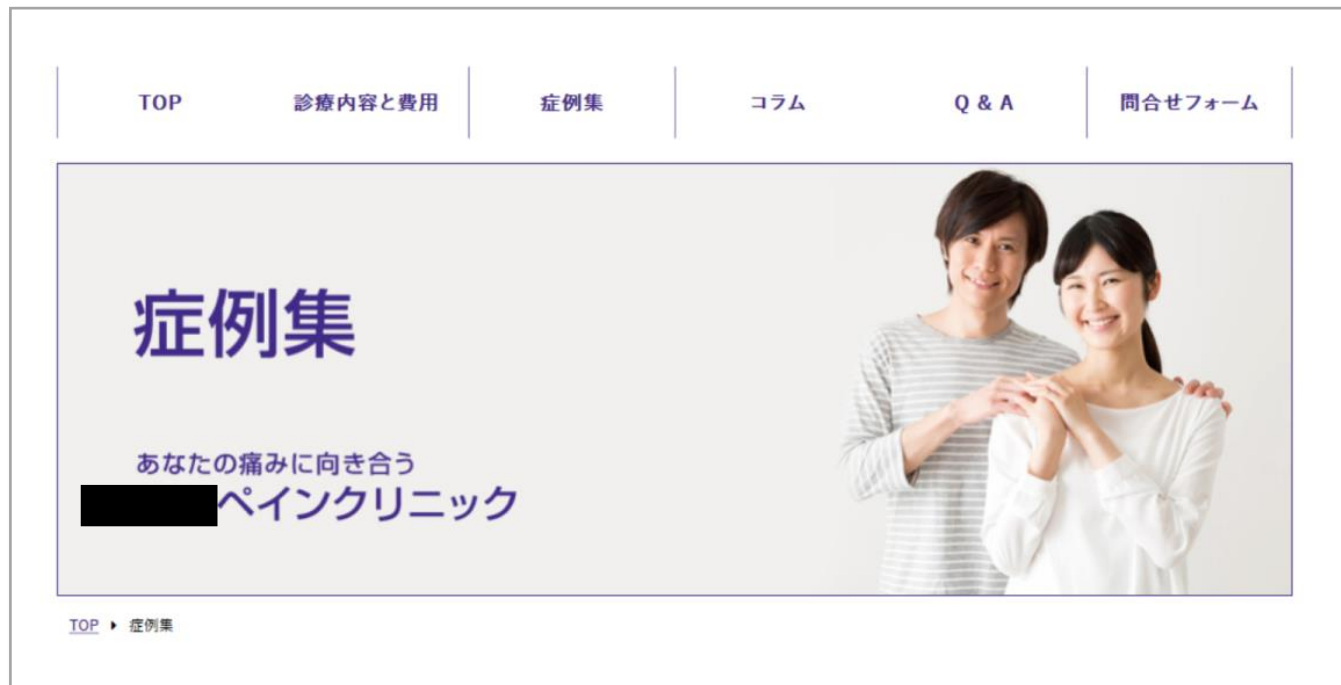 TOP
診療内容と費用
症例集
コラム
Q & A
問合せフォーム
症例集
あなたの痛みに向き合う
ペインクリニック
TOP ▶ 症例集